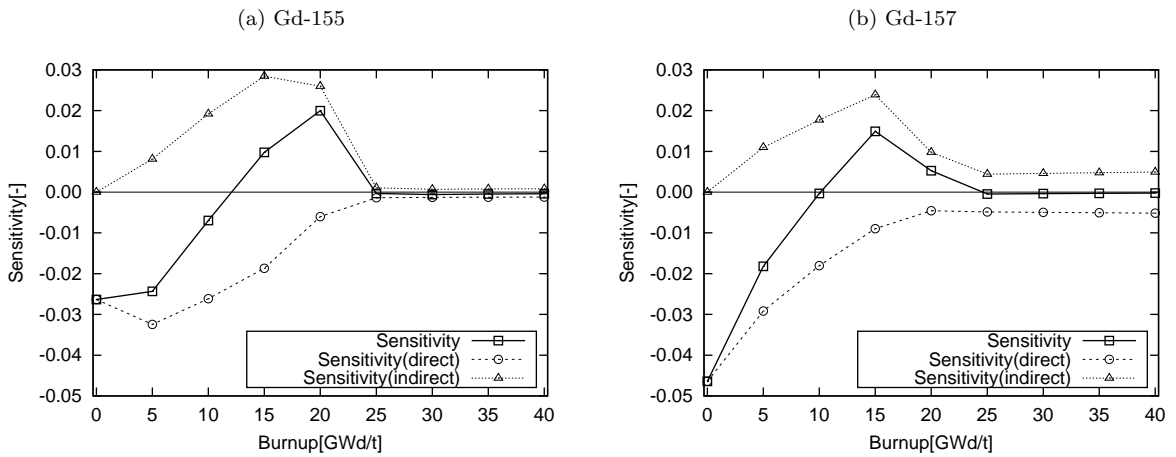 (a) Gd-155
0.03
0.02
0.01
0.00
-0.01
-0.02
-0.03
-0.04
-0.05
Sensitivity[-]
Sensitivity
Sensitivity(direct)
Sensitivity(indirect)
0 5 10 15 20 25 30 35 40
Burnup[GWd/t]
(b) Gd-157
0.03
0.02
0.01
0.00
-0.01
-0.02
-0.03
-0.04
-0.05
Sensitivity[-]
Sensitivity
Sensitivity(direct)
Sensitivity(indirect)
0 5 10 15 20 25 30 35 40
Burnup[GWd/t]